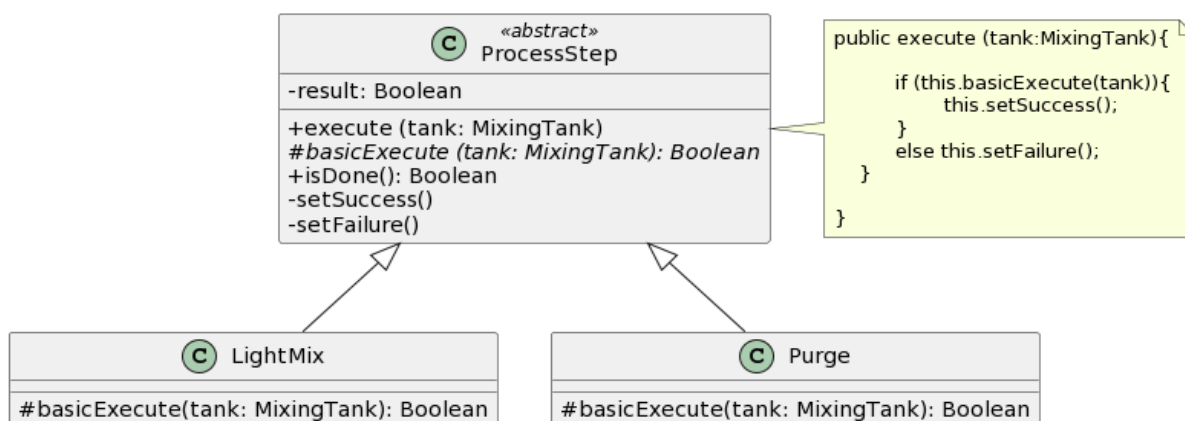 C
«abstract»
ProcessStep
-result: Boolean
+execute (tank: MixingTank)
#basicExecute (tank: MixingTank): Boolean
+isDone(): Boolean
-setSuccess()
-setFailure()
public execute (tank:MixingTank){
if (this.basicExecute(tank)){
this.setSuccess();
}
else this.setFailure();
}
}
C LightMix
#basicExecute(tank: MixingTank): Boolean
C Purge
#basicExecute(tank: MixingTank): Boolean